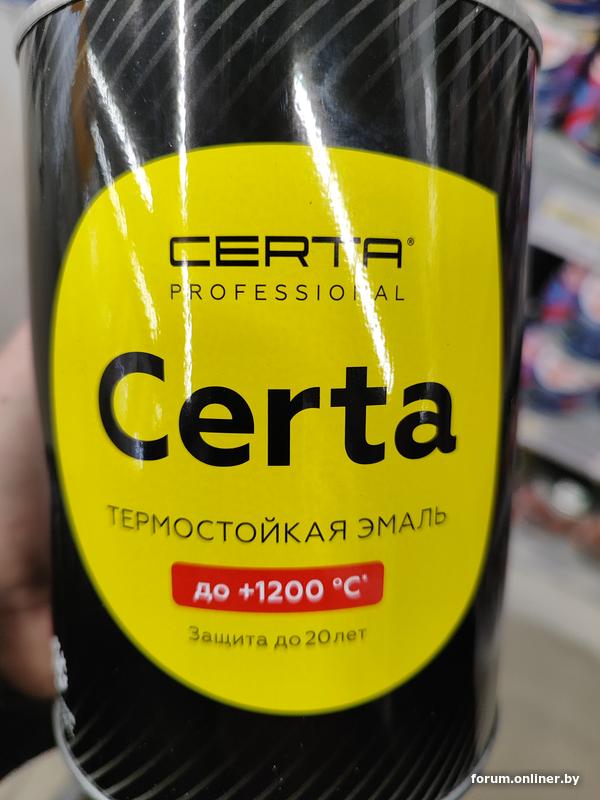 CERTA®
PROFESSIONAL
Certa
ТЕРМОСТОЙКАЯ ЭМАЛЬ
до +1200 °С*
Защита до 20 лет
forum.onliner.by